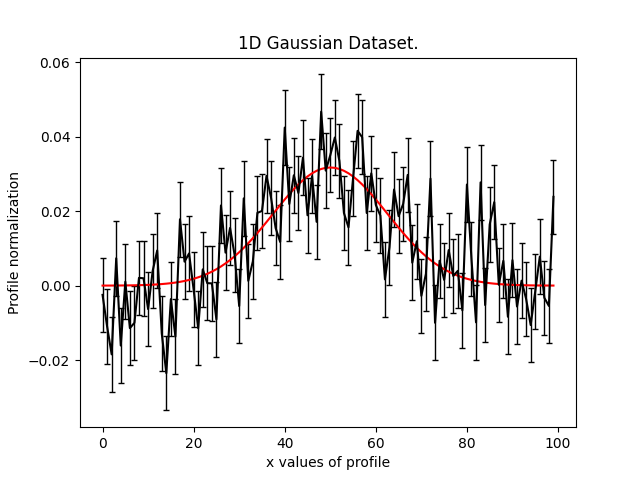 1D Gaussian Dataset.
0.06
0.04
0.02
0.00
−0.02
Profile normalization
0 20 40 60 80 100
x values of profile